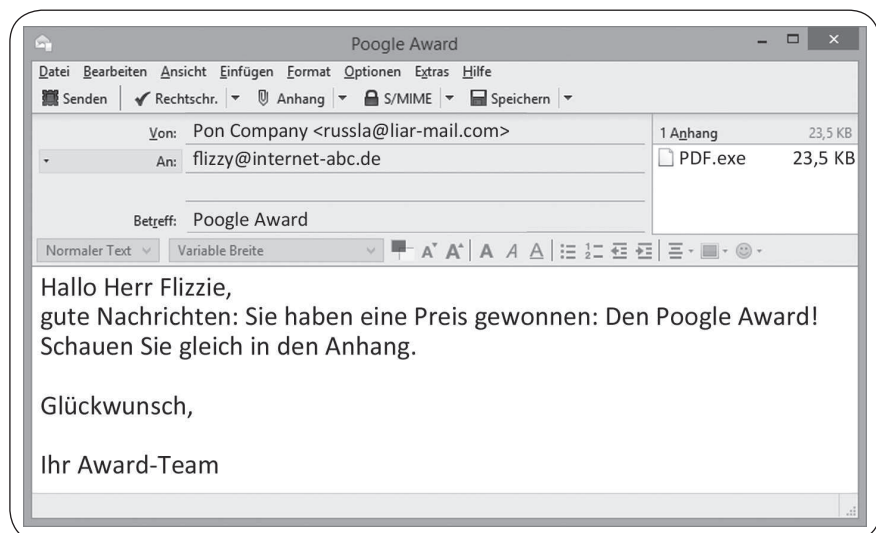 Poogle Award
Datei Bearbeiten Ansicht Einfügen Format Optionen Extras Hilfe
Senden Rechtschr. Anhang S/MIME Speichern
Von: Pon Company <russla@liar-mail.com>
1 Anhang 23,5 KB
An: flizzy@internet-abc.de
PDF.exe 23,5 KB
Betreff: Poogle Award
Normaler Text Variable Breite
Hallo Herr Flizzie,
gute Nachrichten: Sie haben eine Preis gewonnen: Den Poogle Award!
Schauen Sie gleich in den Anhang.
Glückwunsch,
Ihr Award-Team